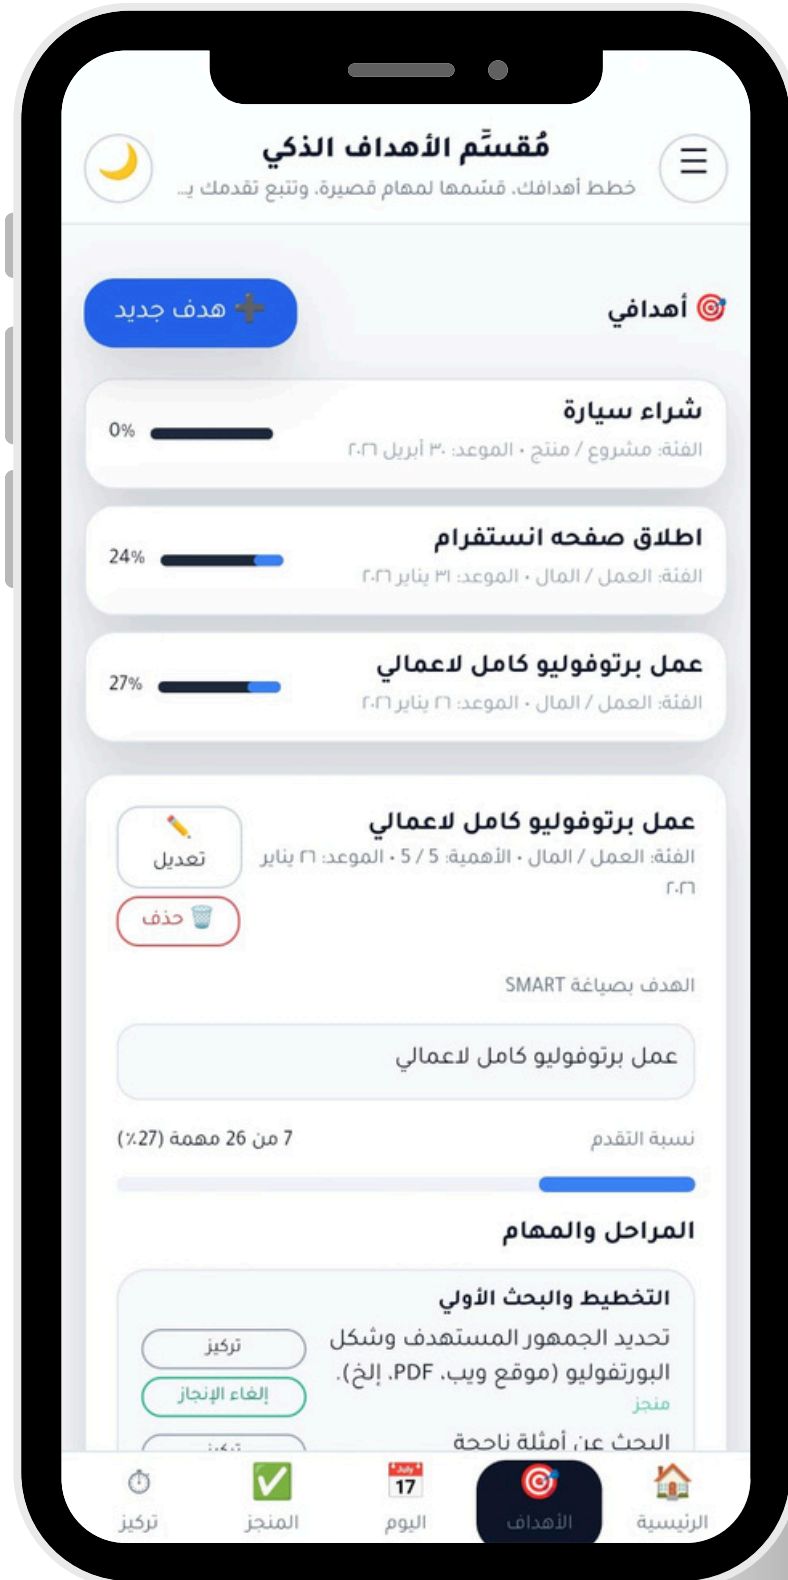 مُقسِّم الأهداف الذكي
خطط أهدافك، قسّمها لمهام قصيرة، وتتبع تقدمك يـ...
أهدافي
هدف جديد
شراء سيارة
الفئة: مشروع / منتج • الموعد: ٣٠ أبريل ٢٠٢٦
0%
اطلاق صفحه انستقرام
الفئة: العمل / المال • الموعد: ٣١ يناير ٢٠٢٦
24%
عمل برتوفوليو كامل لاعمالي
الفئة: العمل / المال • الموعد: ٢٦ يناير ٢٠٢٦
27%
عمل برتوفوليو كامل لاعمالي
الفئة: العمل / المال • الأهمية: 5 / 5 • الموعد: ٢٦ يناير
٢٠٢٦
تعديل
حذف
الهدف بصياغة SMART
عمل برتوفوليو كامل لاعمالي
نسبة التقدم
7 من 26 مهمة (27٪)
المراحل والمهام
التخطيط والبحث الأولي
تحديد الجمهور المستهدف وشكل
البورتفوليو (موقع ويب، PDF، إلخ).
منجز
تركيز
إلغاء الإنجاز
البحث عن أمثلة ناجحة
تركيز
الرئيسية
الأهداف
July
17
اليوم
المنجز
تركيز